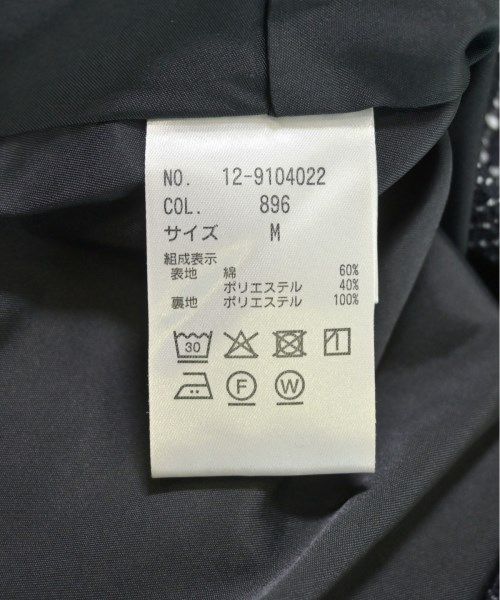 NO. 12-9104022
COL. 896
サイズ M
組成表示
表地 綿 60%
ポリエステル 40%
裏地 ポリエステル 100%
30
F W